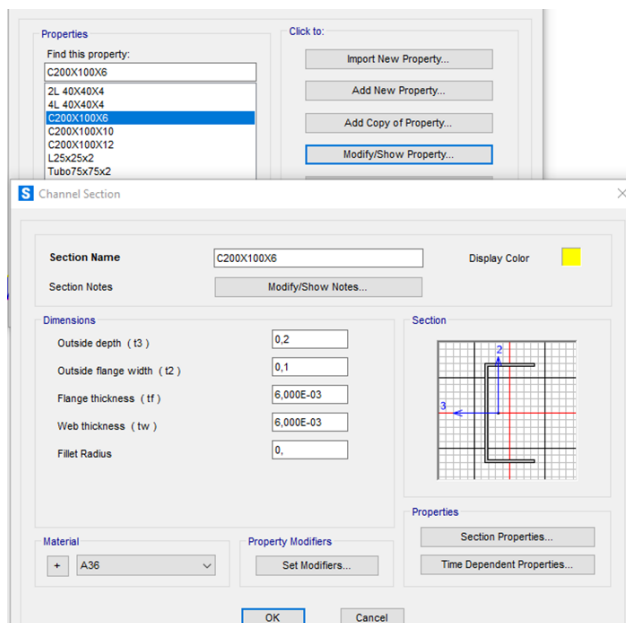 Properties
Find this property:
C200X100X6
2L 40X40X4
4L 40X40X4
C200X100X6
C200X100X10
C200X100X12
L25x25x2
Tubo75x75x2
Click to:
Import New Property...
Add New Property...
Add Copy of Property...
Modify/Show Property...
S Channel Section
Section Name
C200X100X6
Display Color
Section Notes
Modify/Show Notes...
Dimensions
Outside depth ( t3 )
0,2
Outside flange width ( t2 )
0,1
Flange thickness ( tf )
6,000E-03
Web thickness ( tw )
6,000E-03
Fillet Radius
0,
Section
2
3
Properties
Section Properties...
Time Dependent Properties...
Material
+
A36
Property Modifiers
Set Modifiers...
OK
Cancel